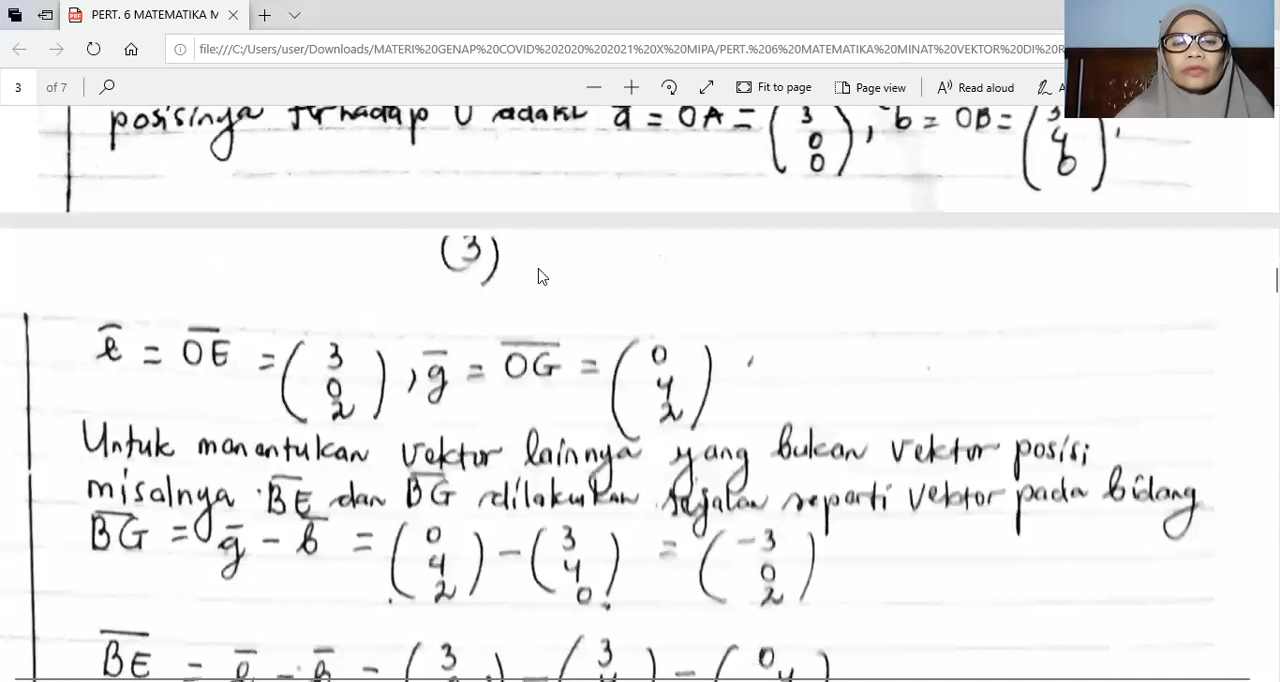 PERT. 6 MATEMATIKA M
file:///C:/Users/user/Downloads/MATERI%20GENAP%20COVID%202020%202021%20X%20MIPA/PERT.%206%20MATEMATIKA%20MINAT%20VEKTOR%20DI%20R
3 of 7 Fit to page Page view Read aloud
posisinya terhadap O adalah a = OA = (3 0 0), b = OB = (3 4 0),
(3)
e = OE = (3 0 2), g = OG = (0 4 2)
Untuk manentukan vektor lainnya yang bukan vektor posisi
misalnya BE dan BG dilakukan sejalan seperti vektor pada bidang
BG = g - b = (0 4 2) - (3 4 0) = (-3 0 2)
BE =